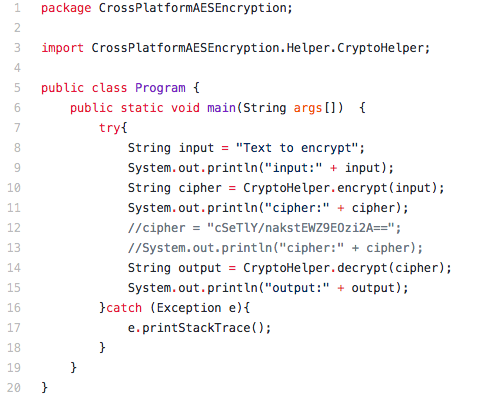 1 package CrossPlatformAESEncryption;
2
3 import CrossPlatformAESEncryption.Helper.CryptoHelper;
4
5 public class Program {
6     public static void main(String args[])  {
7         try{
8             String input = "Text to encrypt";
9             System.out.println("input:" + input);
10             String cipher = CryptoHelper.encrypt(input);
11             System.out.println("cipher:" + cipher);
12             //cipher = "cSeTlY/nakstEWZ9EOzi2A==";
13             //System.out.println("cipher:" + cipher);
14             String output = CryptoHelper.decrypt(cipher);
15             System.out.println("output:" + output);
16         }catch (Exception e){
17             e.printStackTrace();
18         }
19     }
20 }